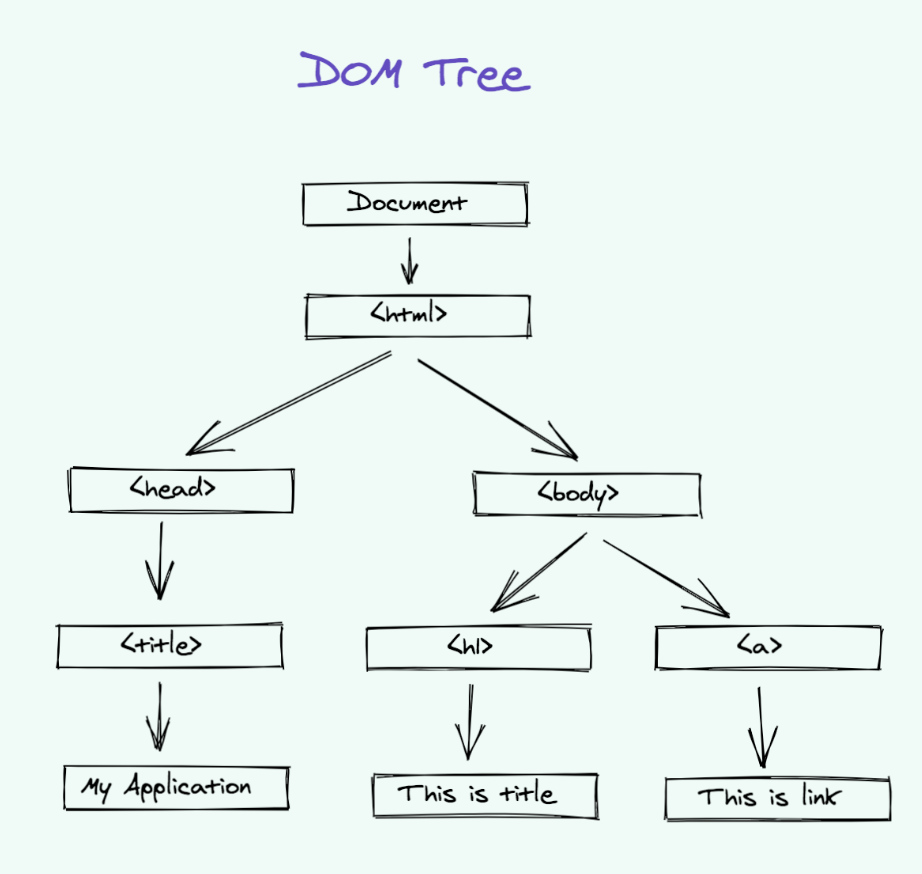 DOM Tree
Document
<html>
<head>
<body>
<title>
<h1>
<a>
My Application
This is title
This is link